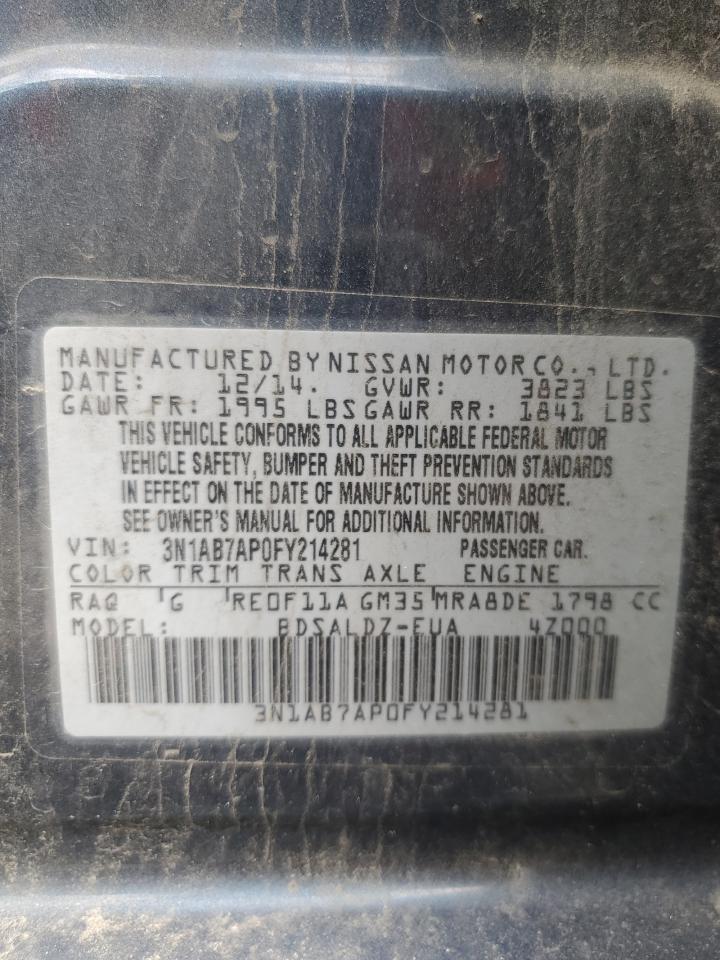 MANUFACTURED BY NISSAN MOTOR CO., LTD.
DATE: 12/14. GVWR: 3823 LBS
GAWR FR: 1995 LBS GAWR RR: 1841 LBS
THIS VEHICLE CONFORMS TO ALL APPLICABLE FEDERAL MOTOR
VEHICLE SAFETY, BUMPER AND THEFT PREVENTION STANDARDS
IN EFFECT ON THE DATE OF MANUFACTURE SHOWN ABOVE.
SEE OWNER'S MANUAL FOR ADDITIONAL INFORMATION.
VIN: 3N1AB7AP0FY214281 PASSENGER CAR.
COLOR TRIM TRANS AXLE ENGINE
RAQ G RE0F11A GM35 MRA8DE 1798 CC
MODEL: BDSALDZ-EUA 4Z000
3N1AB7AP0FY214281